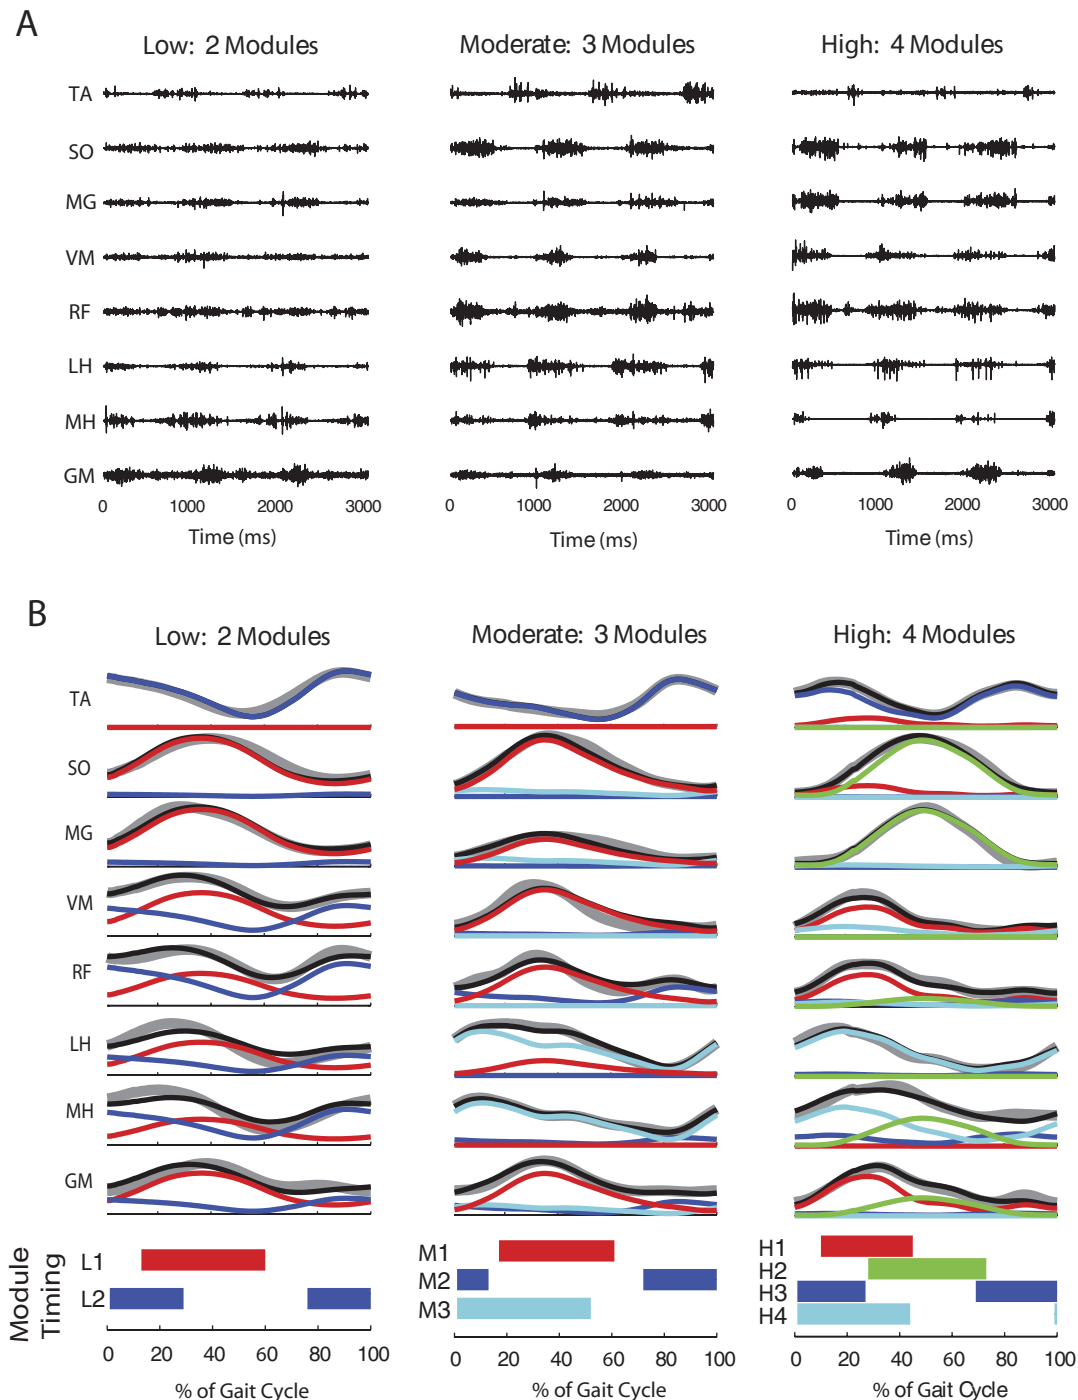 A
Low: 2 Modules
Moderate: 3 Modules
High: 4 Modules
TA
SO
MG
VM
RF
LH
MH
GM
0 1000 2000 3000
0 1000 2000 3000
0 1000 2000 3000
Time (ms)
Time (ms)
Time (ms)
B
Low: 2 Modules
Moderate: 3 Modules
High: 4 Modules
TA
SO
MG
VM
RF
LH
MH
GM
Module
Timing
L1
L2
M1
M2
M3
H1
H2
H3
H4
0 20 40 60 80 100
0 20 40 60 80 100
0 20 40 60 80 100
% of Gait Cycle
% of Gait Cycle
% of Gait Cycle